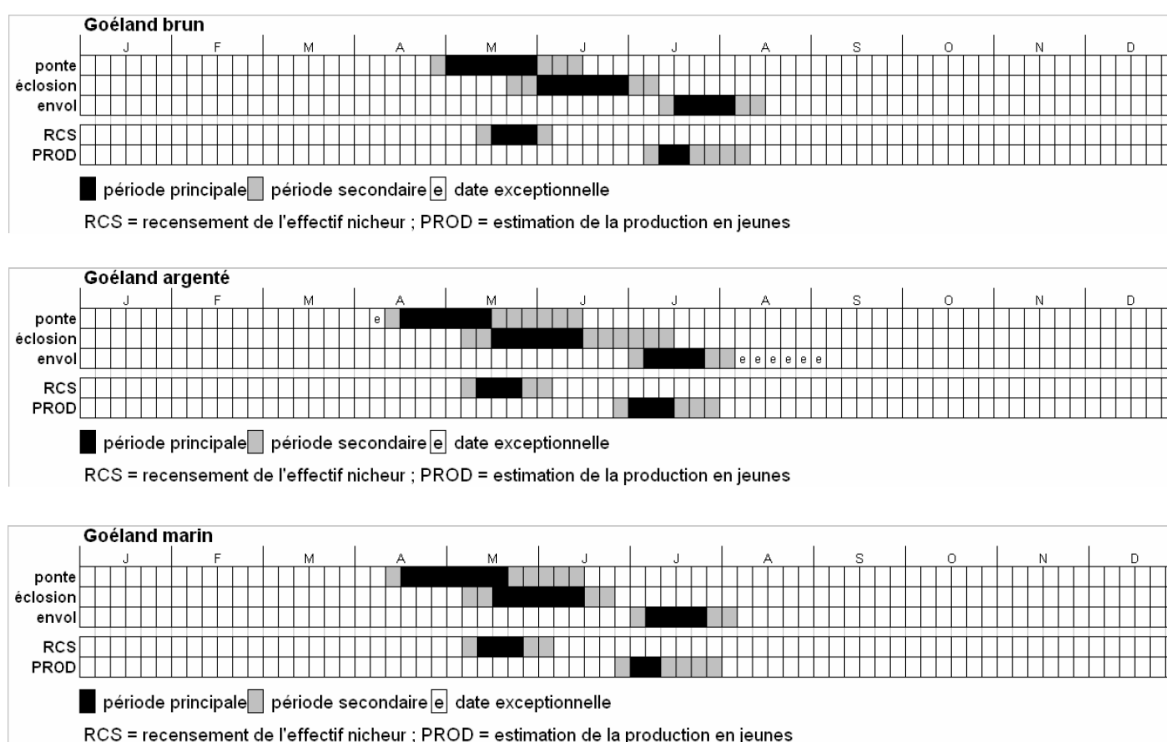 Goéland brun
J F M A M J J A S O N D
ponte
éclosion
envol
RCS
PROD
période principale période secondaire e date exceptionnelle
RCS = recensement de l'effectif nicheur ; PROD = estimation de la production en jeunes
Goéland argenté
J F M A M J J A S O N D
ponte e
éclosion
envol e e e e e e
RCS
PROD
période principale période secondaire e date exceptionnelle
RCS = recensement de l'effectif nicheur ; PROD = estimation de la production en jeunes
Goéland marin
J F M A M J J A S O N D
ponte
éclosion
envol
RCS
PROD
période principale période secondaire e date exceptionnelle
RCS = recensement de l'effectif nicheur ; PROD = estimation de la production en jeunes